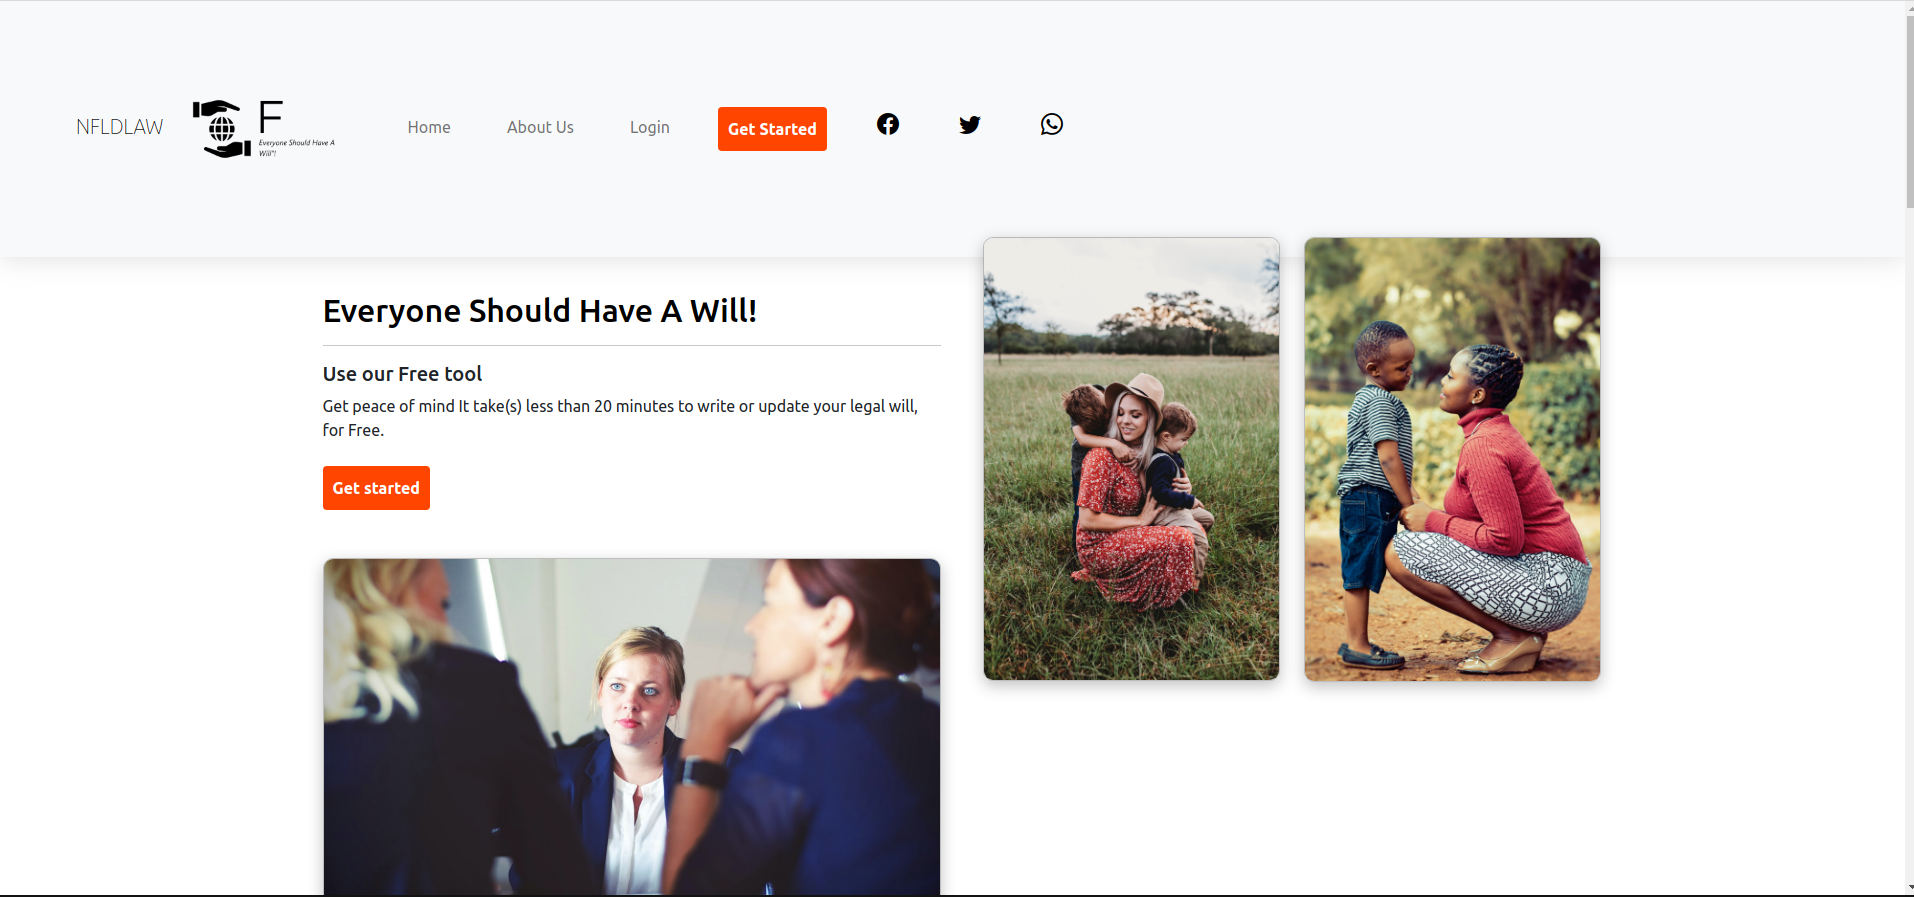 NFLDLAW
F
Everyone Should Have A
Will"!
Home
About Us
Login
Get Started
Everyone Should Have A Will!
Use our Free tool
Get peace of mind It take(s) less than 20 minutes to write or update your legal will,
for Free.
Get started